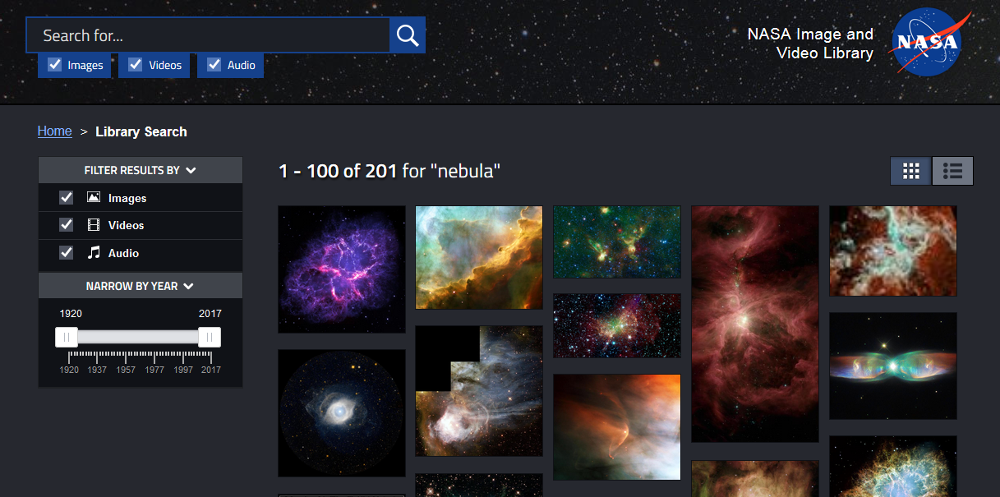 Search for...
Images
Videos
Audio
NASA Image and
Video Library
NASA
Home > Library Search
FILTER RESULTS BY
Images
Videos
Audio
NARROW BY YEAR
1920 2017
1920 1937 1957 1977 1997 2017
1 - 100 of 201 for "nebula"